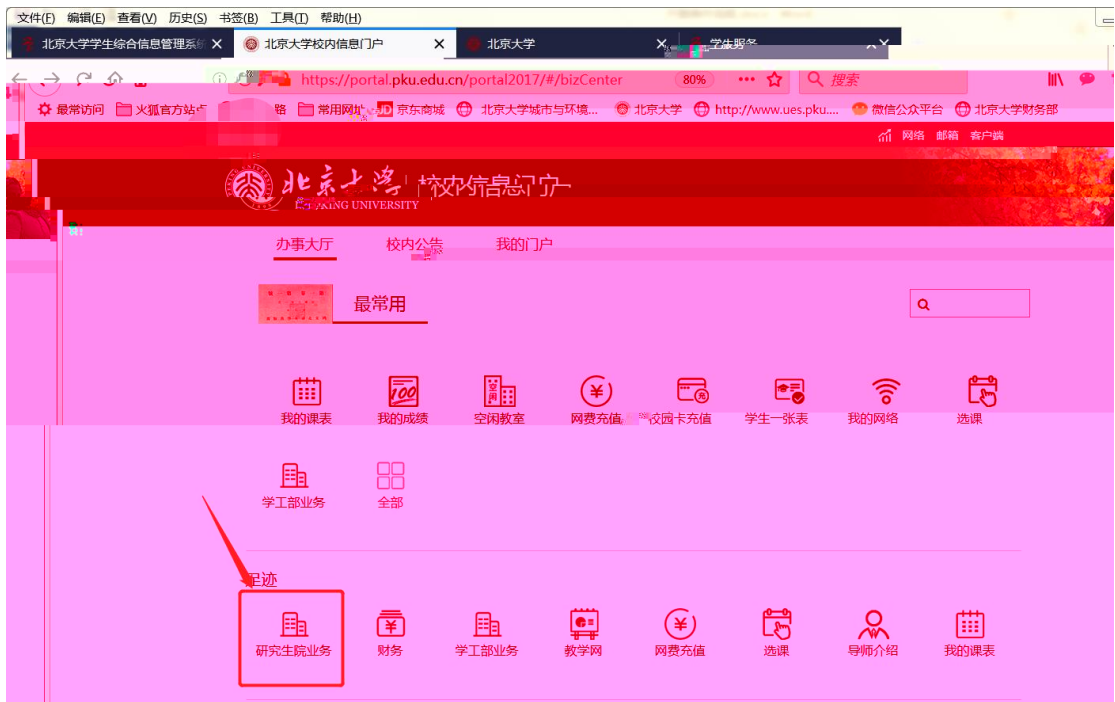 文件(F) 编辑(E) 查看(V) 历史(S) 书签(B) 工具(T) 帮助(H)
北京大学学生综合信息管理系统 × 北京大学校内信息门户 × 北京大学 × 学生服务 ×
https://portal.pku.edu.cn/portal2017/#/bizCenter 80% 搜索
最常访问 火狐官方站点 常用网址 JD 京东商城 北京大学城市与环境... 北京大学 http://www.ues.pku.... 微信公众平台 北京大学财务部
网络 邮箱 客户端
北京大学 校内信息门户
PEKING UNIVERSITY
办事大厅 校内公告 我的门户
最常用
我的课表 我的成绩 空闲教室 网费充值 校园卡充值 学生一张表 我的网络 选课
学工部业务 全部
足迹
研究生院业务 财务 学工部业务 教学网 网费充值 选课 导师介绍 我的课表